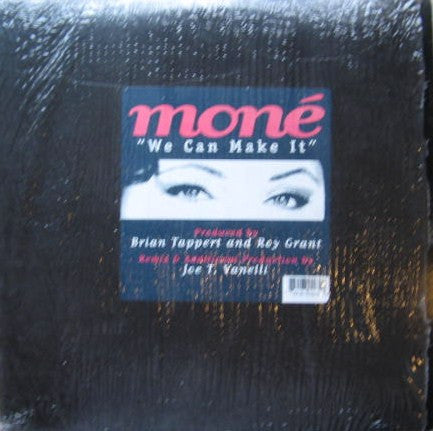 moné
"We Can Make It"
Produced by
Brian Tappert and Roy Grant
Remix & Additional Production by
Joe T. Vanelli